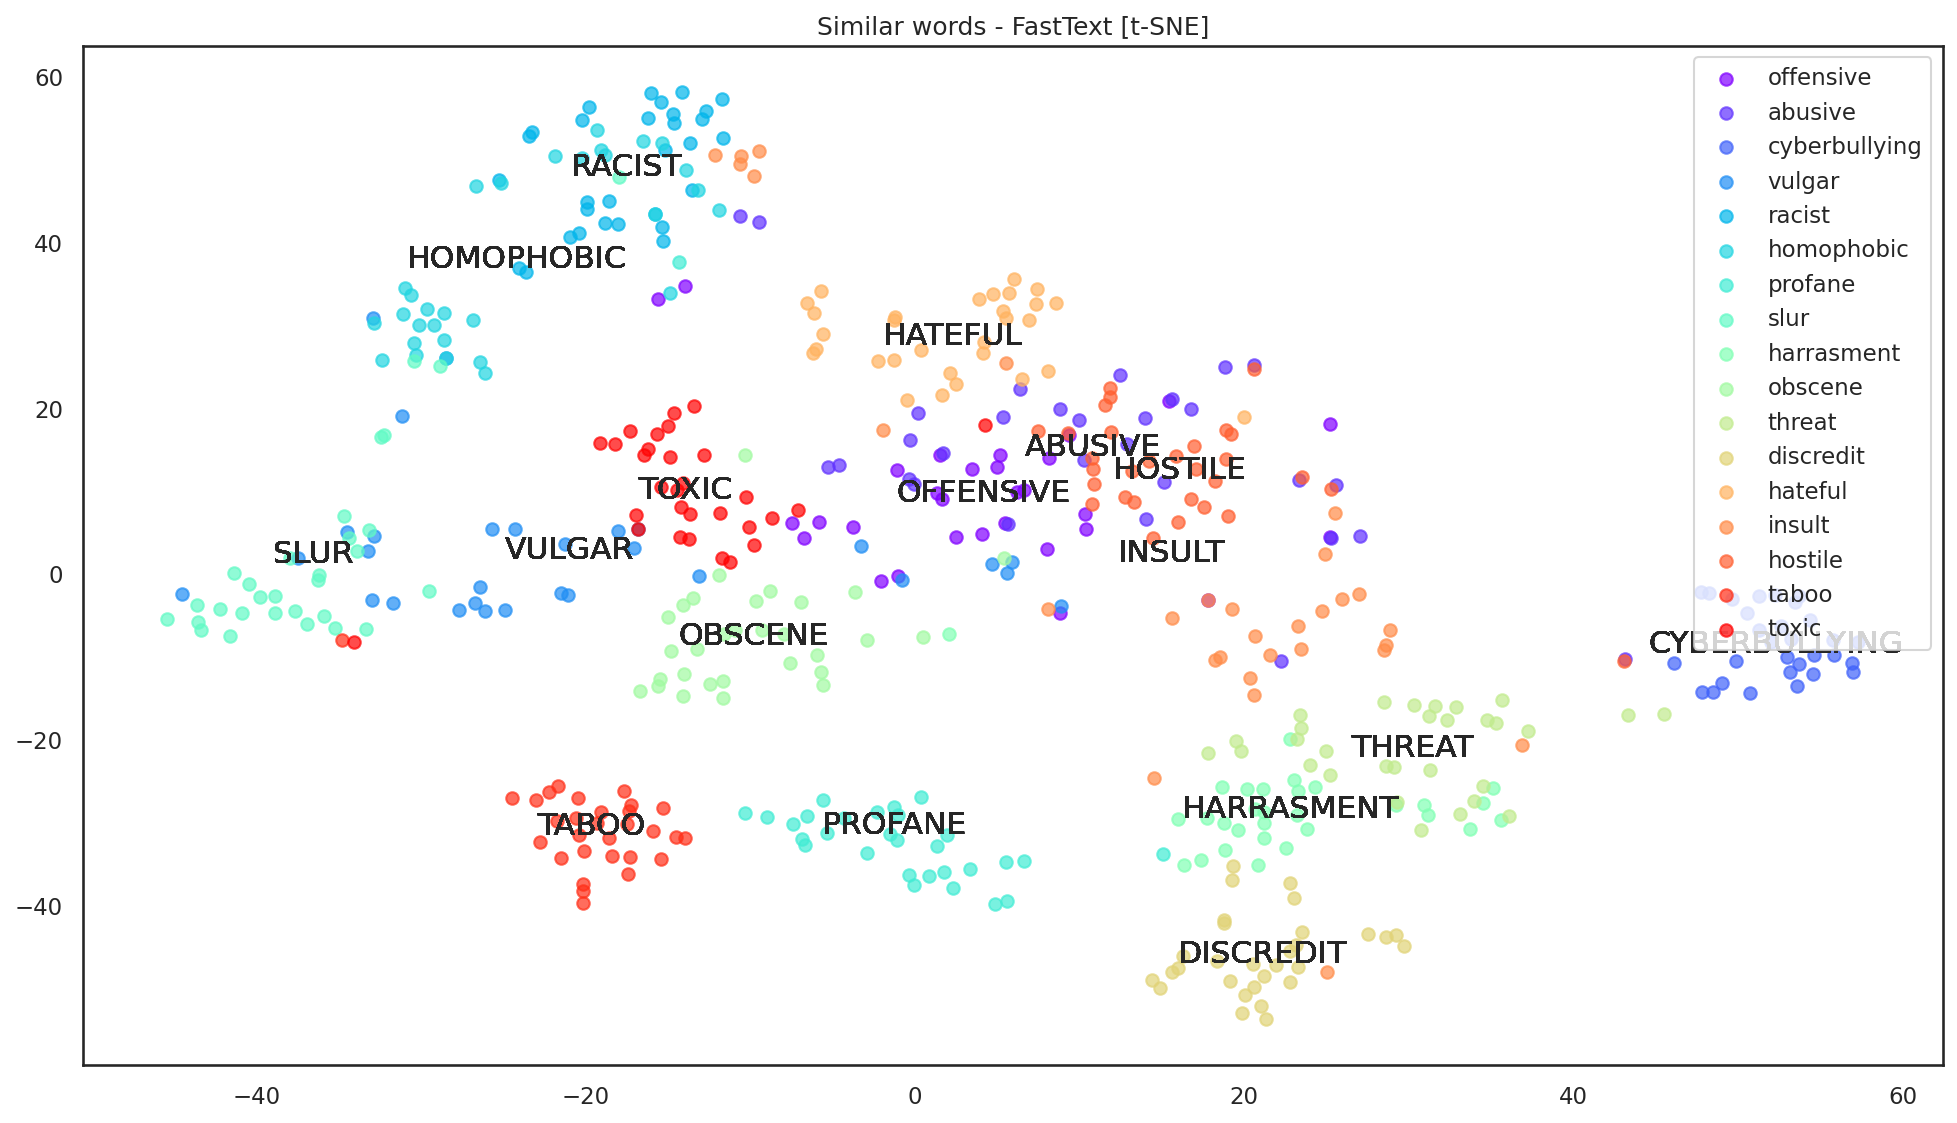 Similar words - FastText [t-SNE]
60
40
20
0
−20
−40
−40
−20
0
20
40
60
RACIST
HOMOPHOBIC
HATEFUL
ABUSIVE
HOSTILE
TOXIC
OFFENSIVE
SLUR
VULGAR
INSULT
OBSCENE
CYBERBULLYING
THREAT
HARRASMENT
TABOO
PROFANE
DISCREDIT
offensive
abusive
cyberbullying
vulgar
racist
homophobic
profane
slur
harrasment
obscene
threat
discredit
hateful
insult
hostile
taboo
toxic